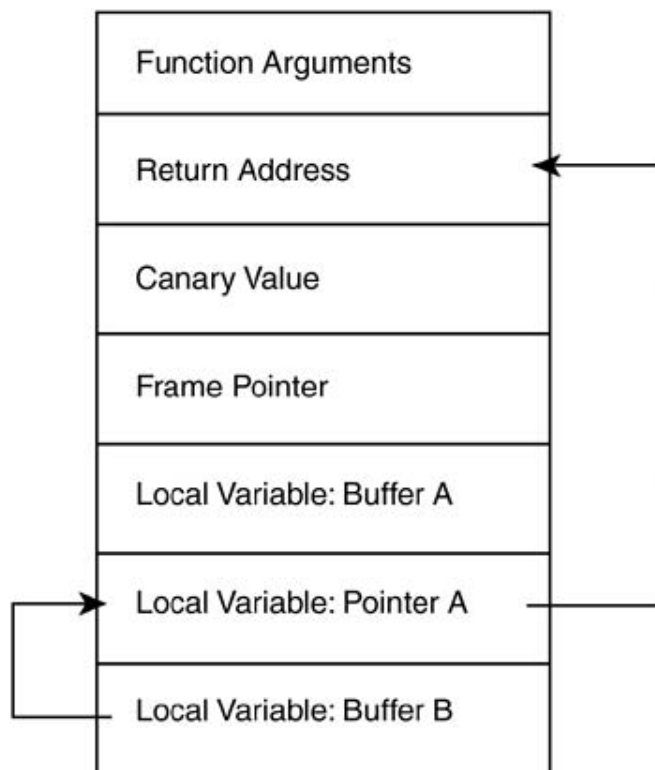 Function Arguments
Return Address
Canary Value
Frame Pointer
Local Variable: Buffer A
Local Variable: Pointer A
Local Variable: Buffer B